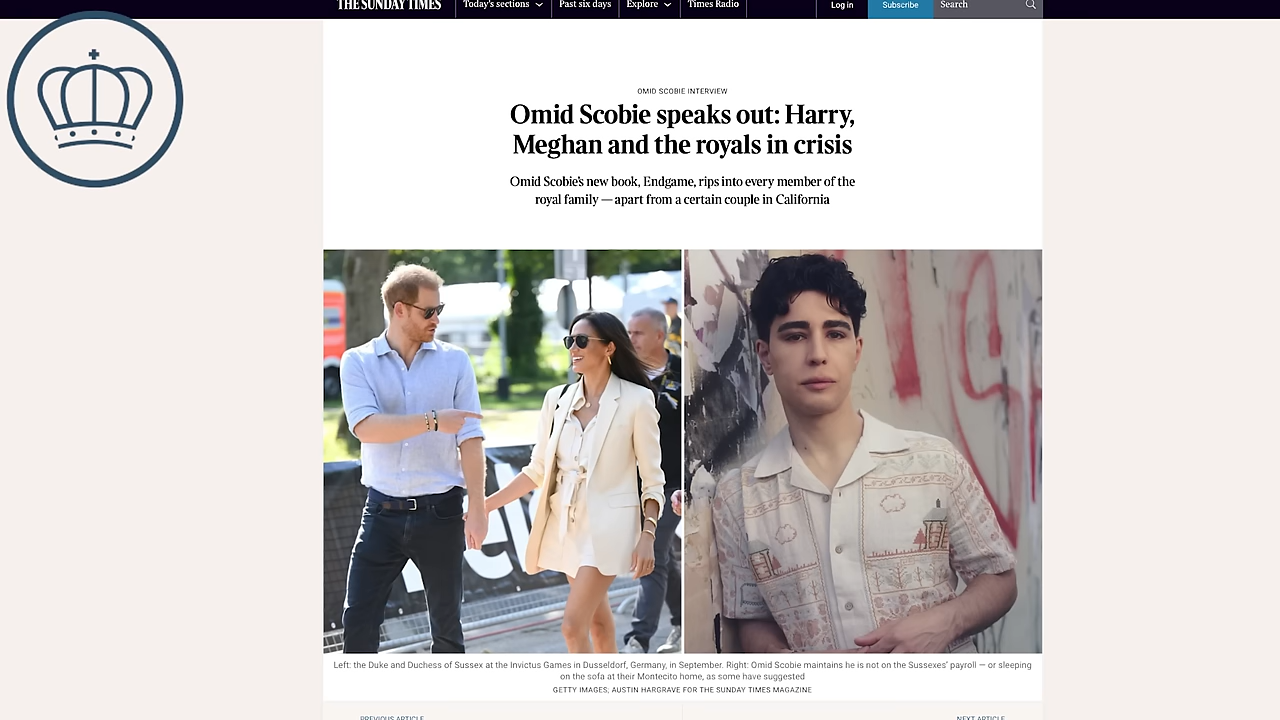 THE SUNDAY TIMES
Today's sections
Past six days
Explore
Times Radio
Log in
Subscribe
Search
OMID SCOBIE INTERVIEW
Omid Scobie speaks out: Harry,
Meghan and the royals in crisis
Omid Scobie's new book, Endgame, rips into every member of the
royal family — apart from a certain couple in California
Left: the Duke and Duchess of Sussex at the Invictus Games in Dusseldorf, Germany, in September. Right: Omid Scobie maintains he is not on the Sussexes' payroll — or sleeping
on the sofa at their Montecito home, as some have suggested
GETTY IMAGES; AUSTIN HARGRAVE FOR THE SUNDAY TIMES MAGAZINE
PREVIOUS ARTICLE
NEXT ARTICLE